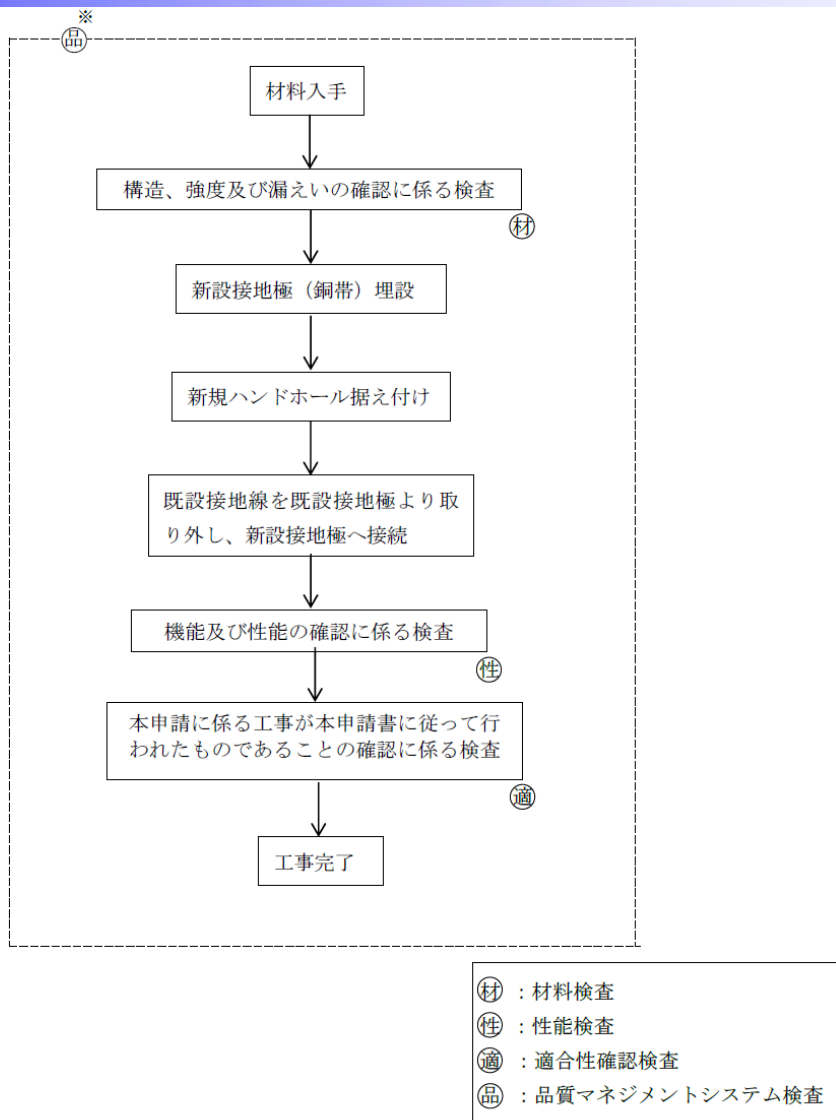 ※
品
材料入手
構造、強度及び漏えいの確認に係る検査
材
新設接地極（銅帯）埋設
新規ハンドホール据え付け
既設接地線を既設接地極より取
り外し、新設接地極へ接続
機能及び性能の確認に係る検査
性
本申請に係る工事が本申請書に従って行
われたものであることの確認に係る検査
適
工事完了
材：材料検査
性：性能検査
適：適合性確認検査
品：品質マネジメントシステム検査